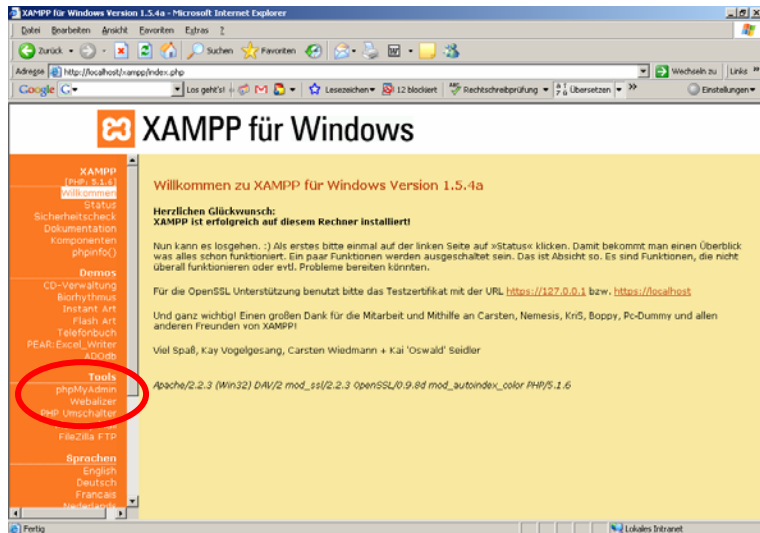 XAMPP für Windows Version 1.5.4a - Microsoft Internet Explorer
Datei Bearbeiten Ansicht Favoriten Extras ?
Zurück Suchen Favoriten
Adresse http://localhost/xampp/index.php Wechseln zu Links »
Google G Los geht's! Lesezeichen 12 blockiert Rechtschreibprüfung Übersetzen » Einstellungen
XAMPP für Windows
XAMPP
[PHP: 5.1.6]
Willkommen
Status
Sicherheitscheck
Dokumentation
Komponenten
phpinfo()
Demos
CD-Verwaltung
Biorhythmus
Instant Art
Flash Art
Telefonbuch
PEAR:Excel_Writer
ADOdb
Tools
phpMyAdmin
Webalizer
PHP Umschalter
FileZilla FTP
Sprachen
English
Deutsch
Francais
Nederlands
Willkommen zu XAMPP für Windows Version 1.5.4a
Herzlichen Glückwunsch:
XAMPP ist erfolgreich auf diesem Rechner installiert!
Nun kann es losgehen. :) Als erstes bitte einmal auf der linken Seite auf »Status« klicken. Damit bekommt man einen Überblick
was alles schon funktioniert. Ein paar Funktionen werden ausgeschaltet sein. Das ist Absicht so. Es sind Funktionen, die nicht
überall funktionieren oder evtl. Probleme bereiten könnten.
Für die OpenSSL Unterstützung benutzt bitte das Testzertifikat mit der URL https://127.0.0.1 bzw. https://localhost
Und ganz wichtig! Einen großen Dank für die Mitarbeit und Mithilfe an Carsten, Nemesis, KriS, Boppy, Pc-Dummy und allen
anderen Freunden von XAMPP!
Viel Spaß, Kay Vogelgesang, Carsten Wiedmann + Kai 'Oswald' Seidler
Apache/2.2.3 (Win32) DAV/2 mod_ssl/2.2.3 OpenSSL/0.9.8d mod_autoindex_color PHP/5.1.6
Fertig Lokales Intranet